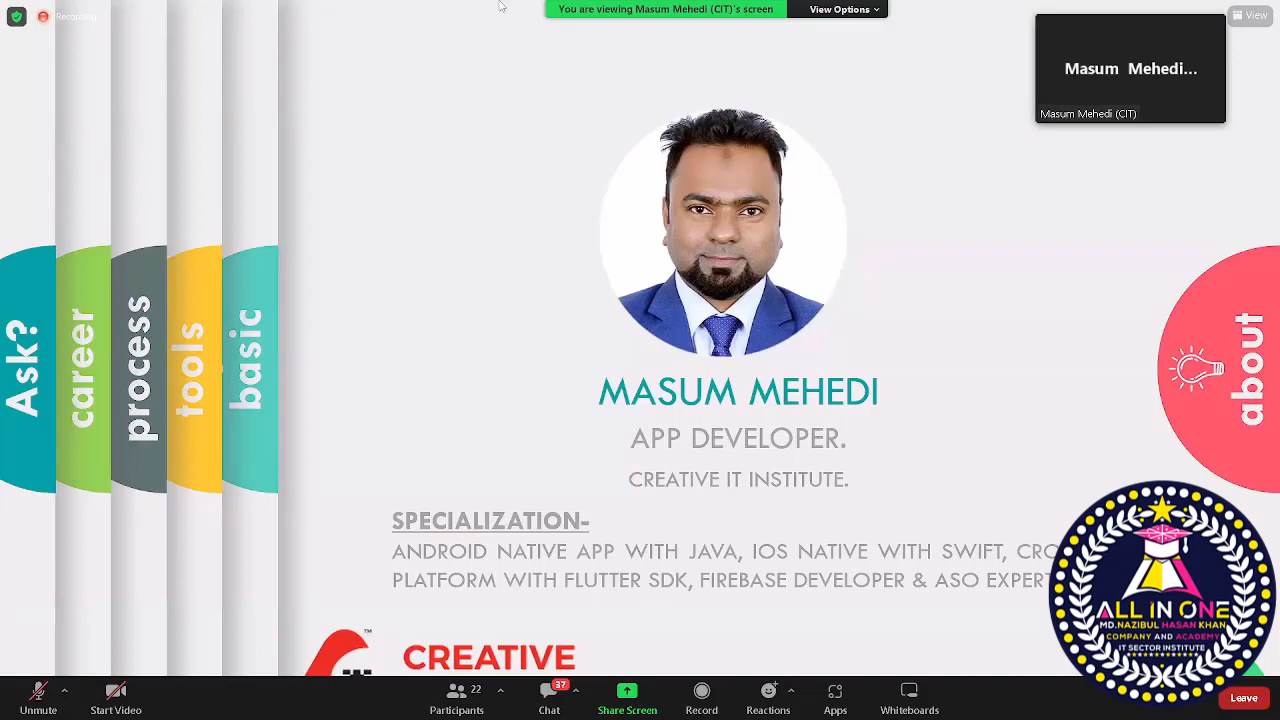 Recording
You are viewing Masum Mehedi (CIT)'s screen
View Options
View
Masum Mehedi...
Masum Mehedi (CIT)
Ask?
career
process
tools
basic
about
MASUM MEHEDI
APP DEVELOPER.
CREATIVE IT INSTITUTE.
SPECIALIZATION-
ANDROID NATIVE APP WITH JAVA, IOS NATIVE WITH SWIFT,
PLATFORM WITH FLUTTER SDK, FIREBASE DEVELOPER & ASO EXPERT
CREATIVE
TM
ALL IN ONE
MD.NAZIBUL HASAN KHAN
COMPANY AND ACADEMY
IT SECTOR INSTITUTE
Unmute
Start Video
22
Participants
37
Chat
Share Screen
Record
Reactions
Apps
Whiteboards
Leave